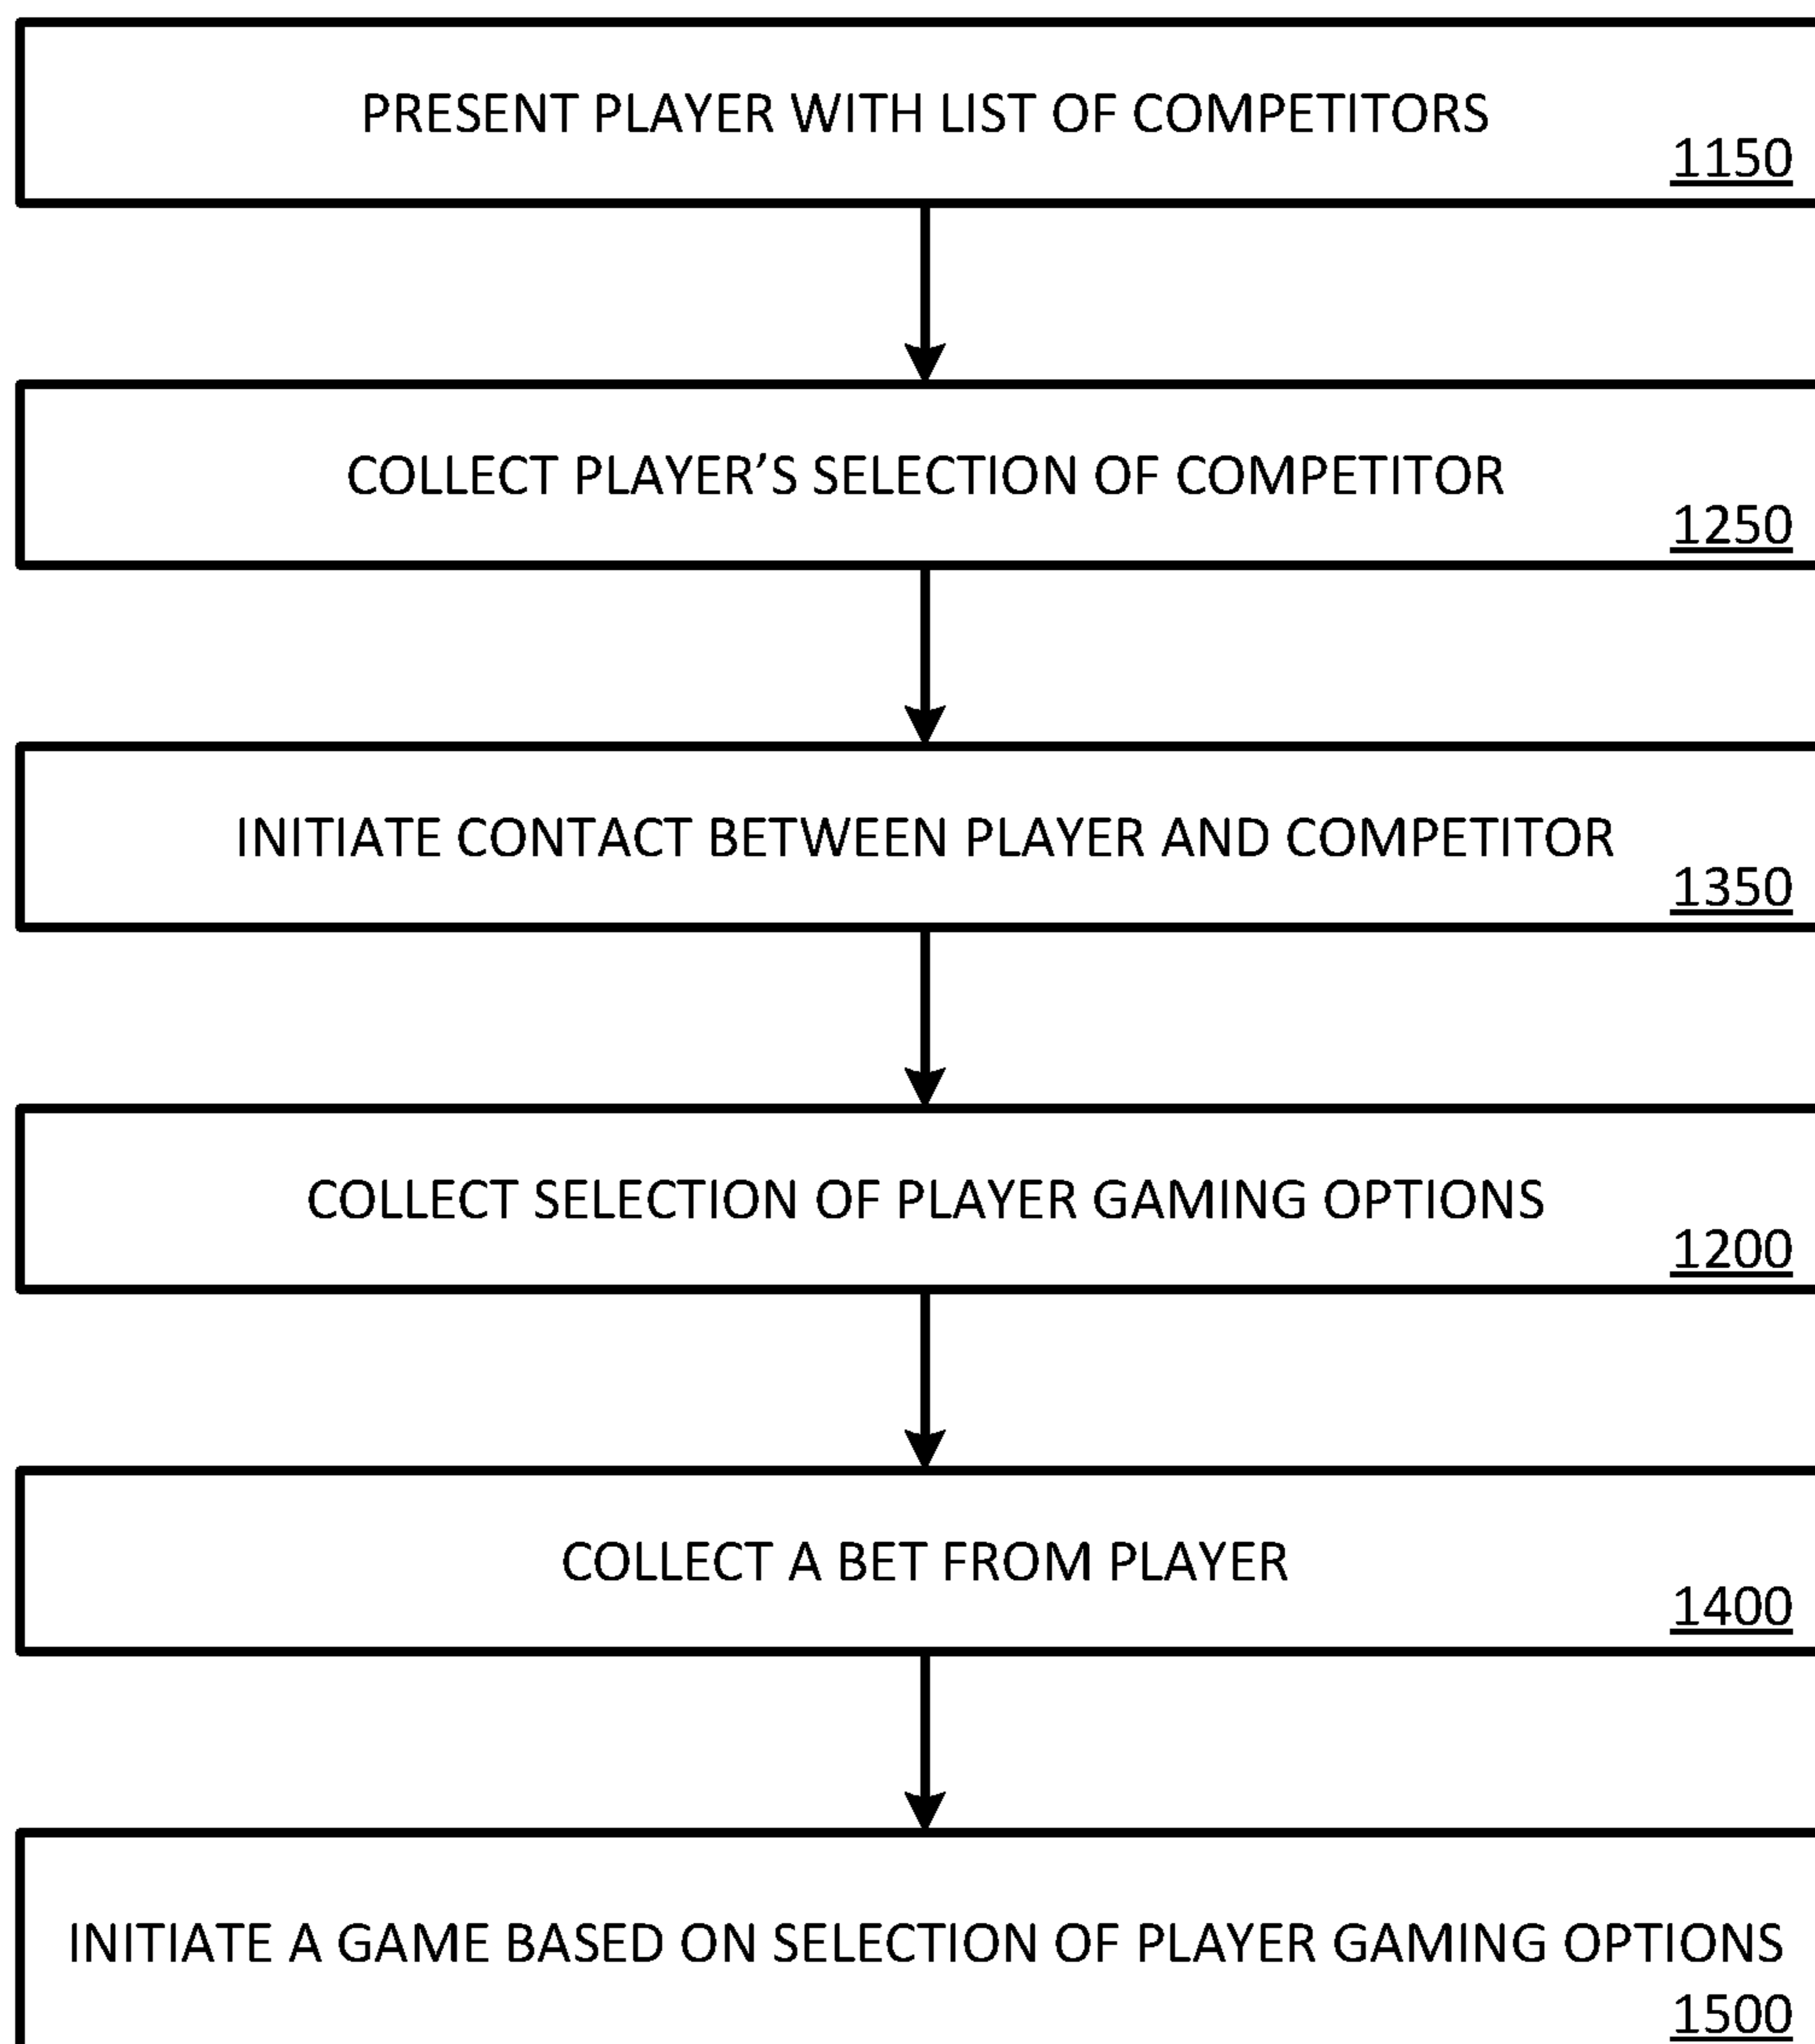 PRESENT PLAYER WITH LIST OF COMPETITORS
1150
COLLECT PLAYER’S SELECTION OF COMPETITOR
1250
INITIATE CONTACT BETWEEN PLAYER AND COMPETITOR
1350
COLLECT SELECTION OF PLAYER GAMING OPTIONS
1200
COLLECT A BET FROM PLAYER
1400
INITIATE A GAME BASED ON SELECTION OF PLAYER GAMING OPTIONS
1500